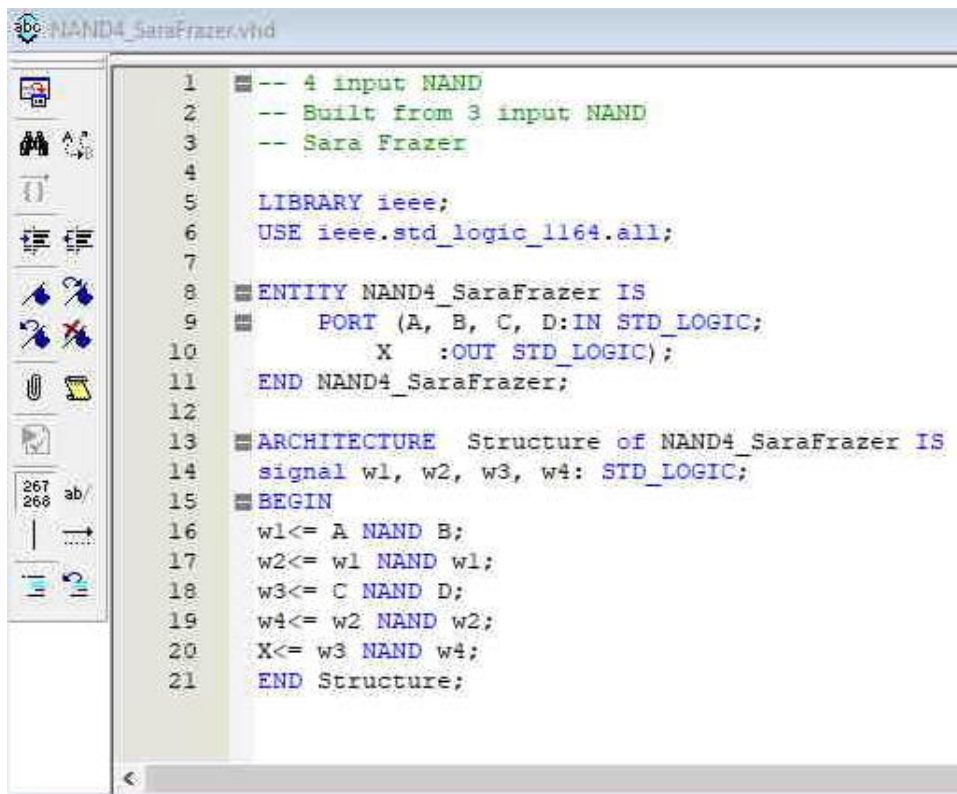 NAND4_SaraFrazer.vhd
1 -- 4 input NAND
2 -- Built from 3 input NAND
3 -- Sara Frazer
4
5 LIBRARY ieee;
6 USE ieee.std_logic_1164.all;
7
8 ENTITY NAND4_SaraFrazer IS
9 PORT (A, B, C, D:IN STD_LOGIC;
10 X :OUT STD_LOGIC);
11 END NAND4_SaraFrazer;
12
13 ARCHITECTURE Structure of NAND4_SaraFrazer IS
14 signal w1, w2, w3, w4: STD_LOGIC;
15 BEGIN
16 w1<= A NAND B;
17 w2<= w1 NAND w1;
18 w3<= C NAND D;
19 w4<= w2 NAND w2;
20 X<= w3 NAND w4;
21 END Structure;
abc
267
268 ab/